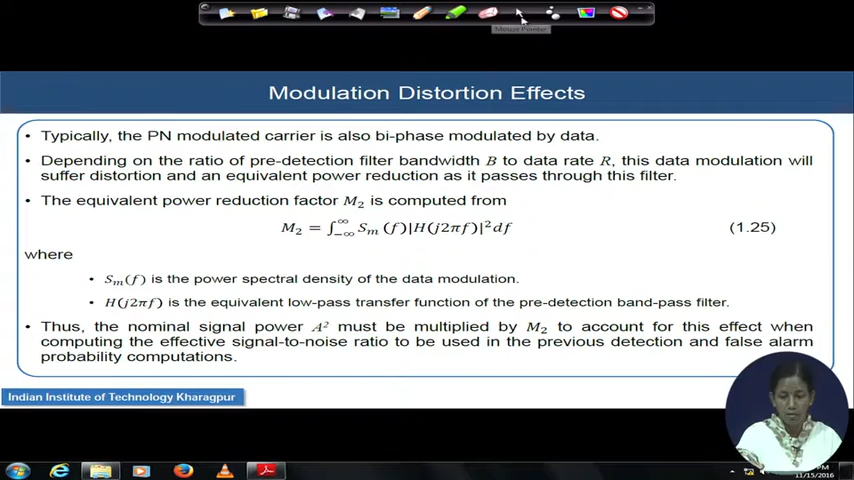 Mouse Pointer
Modulation Distortion Effects
• Typically, the PN modulated carrier is also bi-phase modulated by data.
• Depending on the ratio of pre-detection filter bandwidth B to data rate R, this data modulation will
suffer distortion and an equivalent power reduction as it passes through this filter.
• The equivalent power reduction factor M₂ is computed from
M₂ = ∫_{-∞}^{∞} Sₘ (f)|H(j2πf)|²df (1.25)
where
• Sₘ(f) is the power spectral density of the data modulation.
• H(j2πf) is the equivalent low-pass transfer function of the pre-detection band-pass filter.
• Thus, the nominal signal power A² must be multiplied by M₂ to account for this effect when
computing the effective signal-to-noise ratio to be used in the previous detection and false alarm
probability computations.
Indian Institute of Technology Kharagpur
11/15/2016